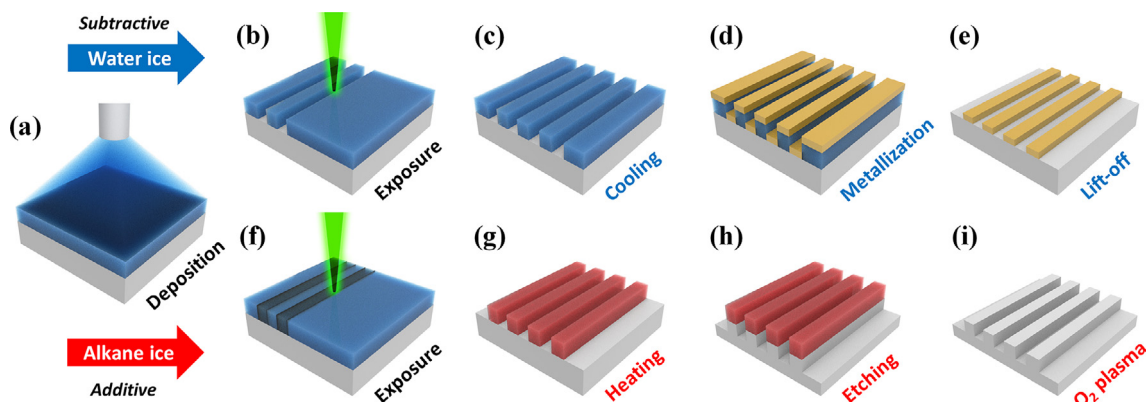 Subtractive
Water ice
(a)
Deposition
Alkane ice
Additive
(b)
Exposure
(c)
Cooling
(d)
Metallization
(e)
Lift-off
(f)
Exposure
(g)
Heating
(h)
Etching
(i)
O₂ plasma